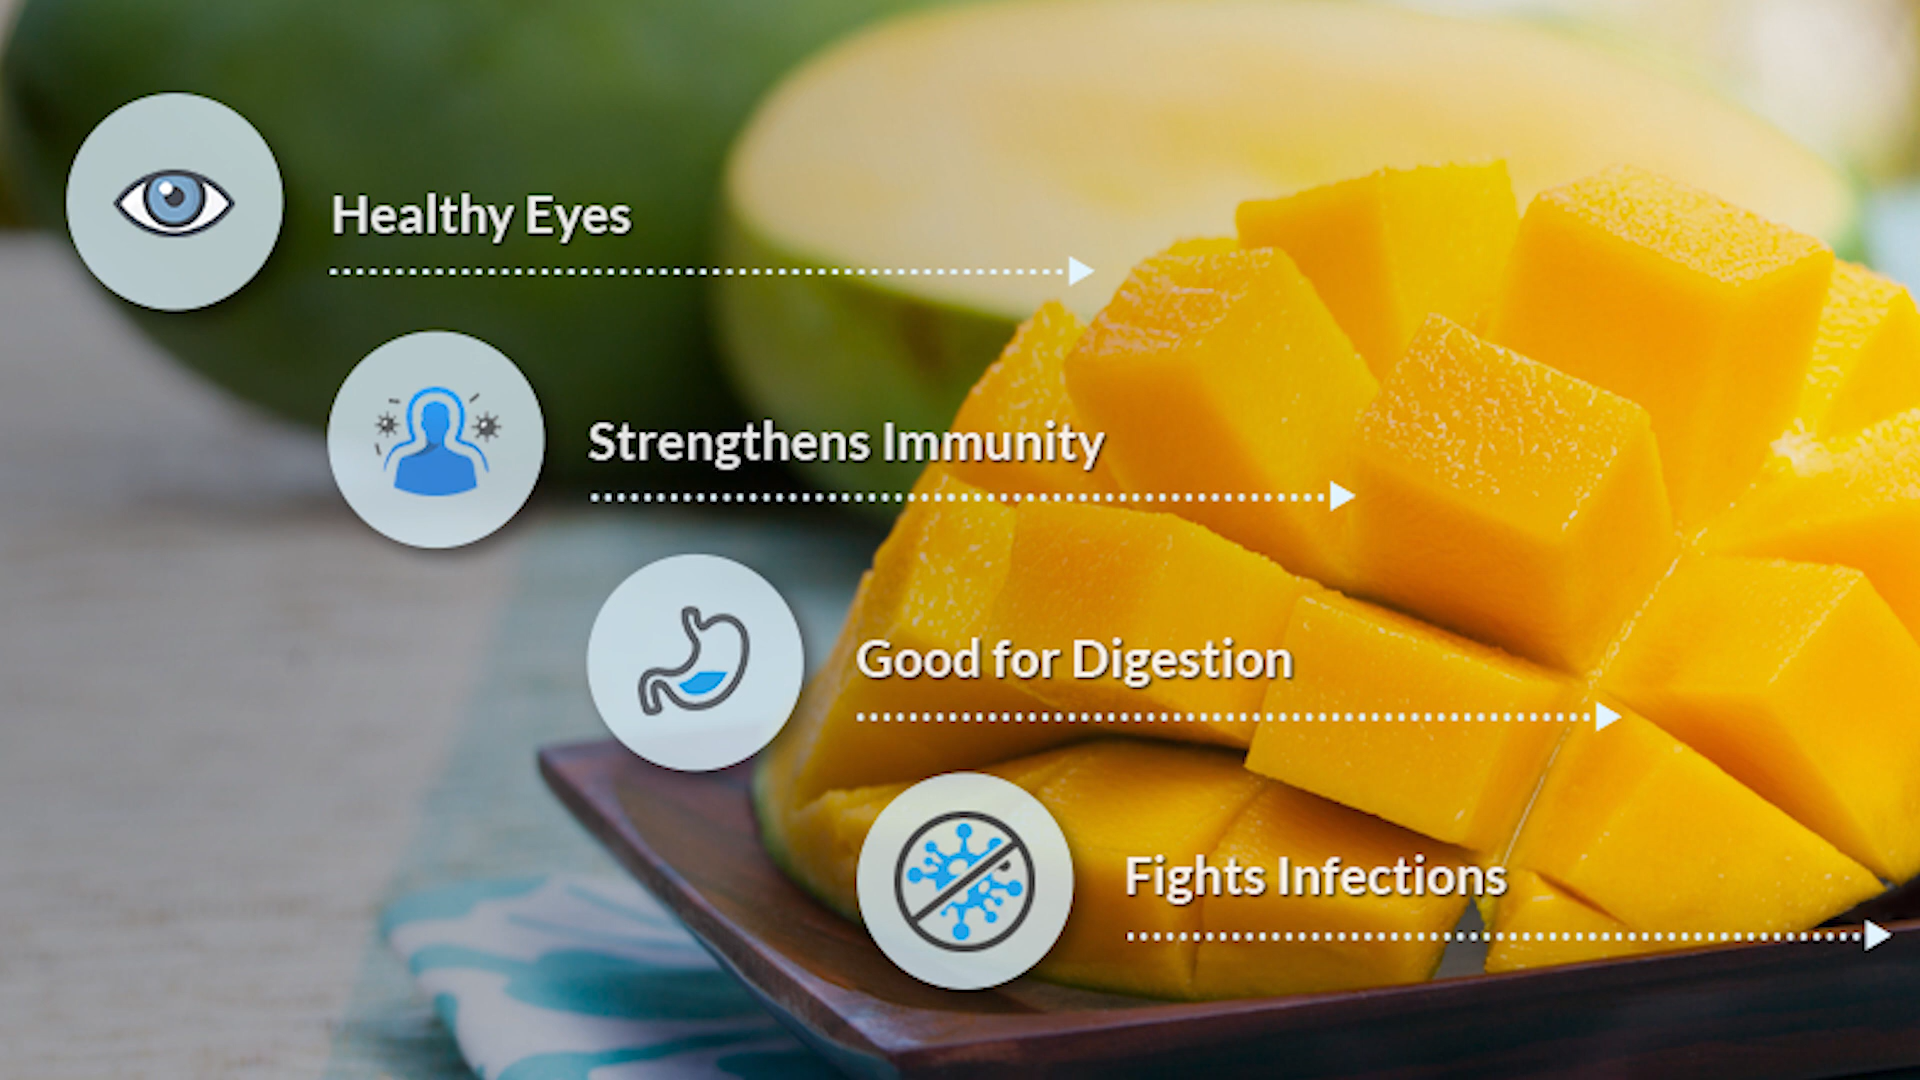 Healthy Eyes
Strengthens Immunity
Good for Digestion
Fights Infections